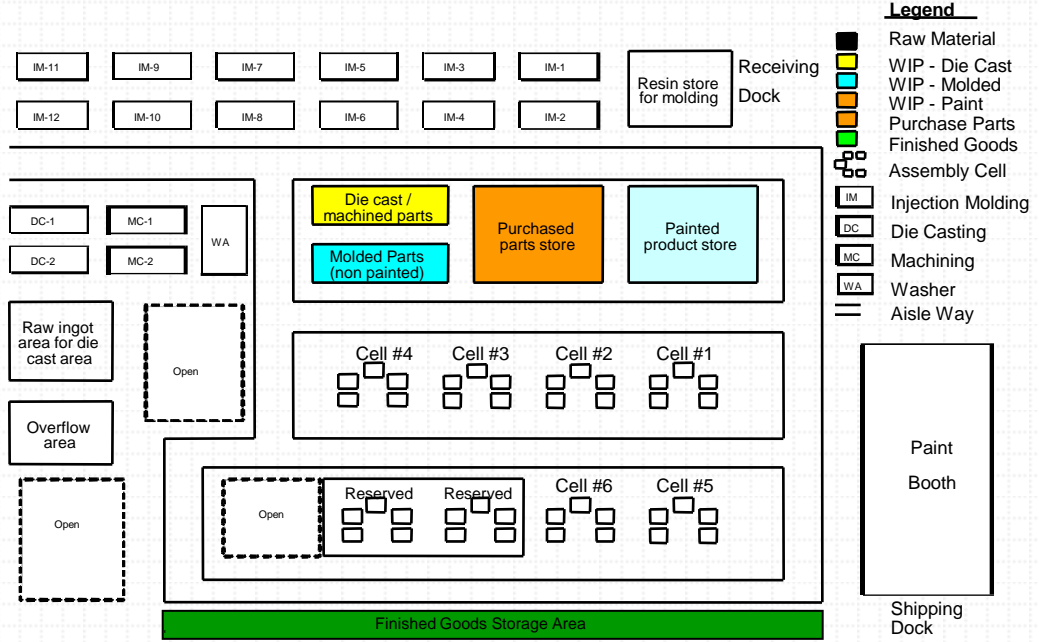 Legend
Raw Material
WIP - Die Cast
WIP - Molded
WIP - Paint
Purchase Parts
Finished Goods
Assembly Cell
IM Injection Molding
DC Die Casting
MC Machining
WA Washer
Aisle Way
IM-11 IM-9 IM-7 IM-5 IM-3 IM-1
IM-12 IM-10 IM-8 IM-6 IM-4 IM-2
Resin store
for molding
Receiving
Dock
DC-1 MC-1
DC-2 MC-2
WA
Die cast /
machined parts
Molded Parts
(non painted)
Purchased
parts store
Painted
product store
Raw ingot
area for die
cast area
Open
Overflow
area
Open
Cell #4 Cell #3 Cell #2 Cell #1
Open
Reserved Reserved Cell #6 Cell #5
Paint
Booth
Shipping
Dock
Finished Goods Storage Area